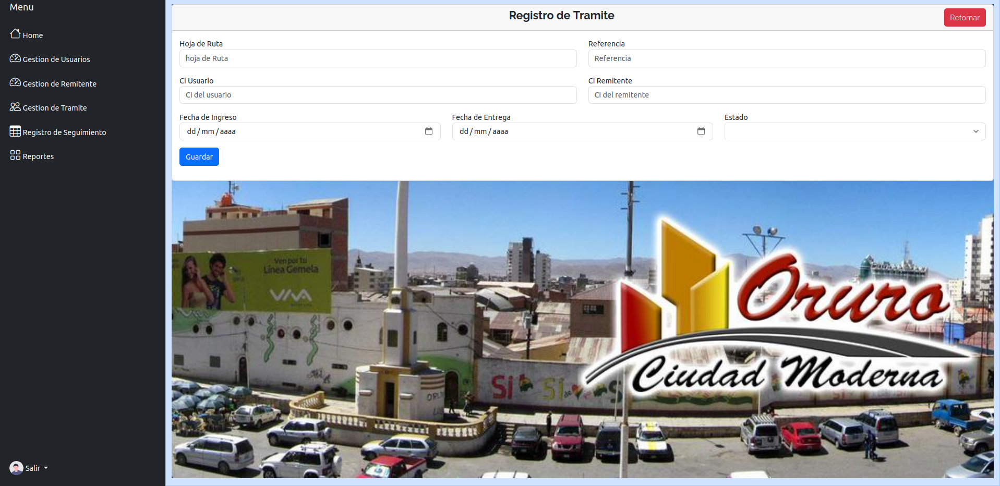 Menu
Home
Gestion de Usuarios
Gestion de Remitente
Gestion de Tramite
Registro de Seguimiento
Reportes
Salir
Registro de Tramite
Retornar
Hoja de Ruta
Referencia
hoja de Ruta
Referencia
Ci Usuario
Ci Remitente
CI del usuario
CI del remitente
Fecha de Ingreso
Fecha de Entrega
Estado
dd/mm/aaaa
dd/mm/aaaa
Guardar
Ven por tu
Línea Gemela
VIVA
Oruro
Ciudad Moderna
Sí
Sí